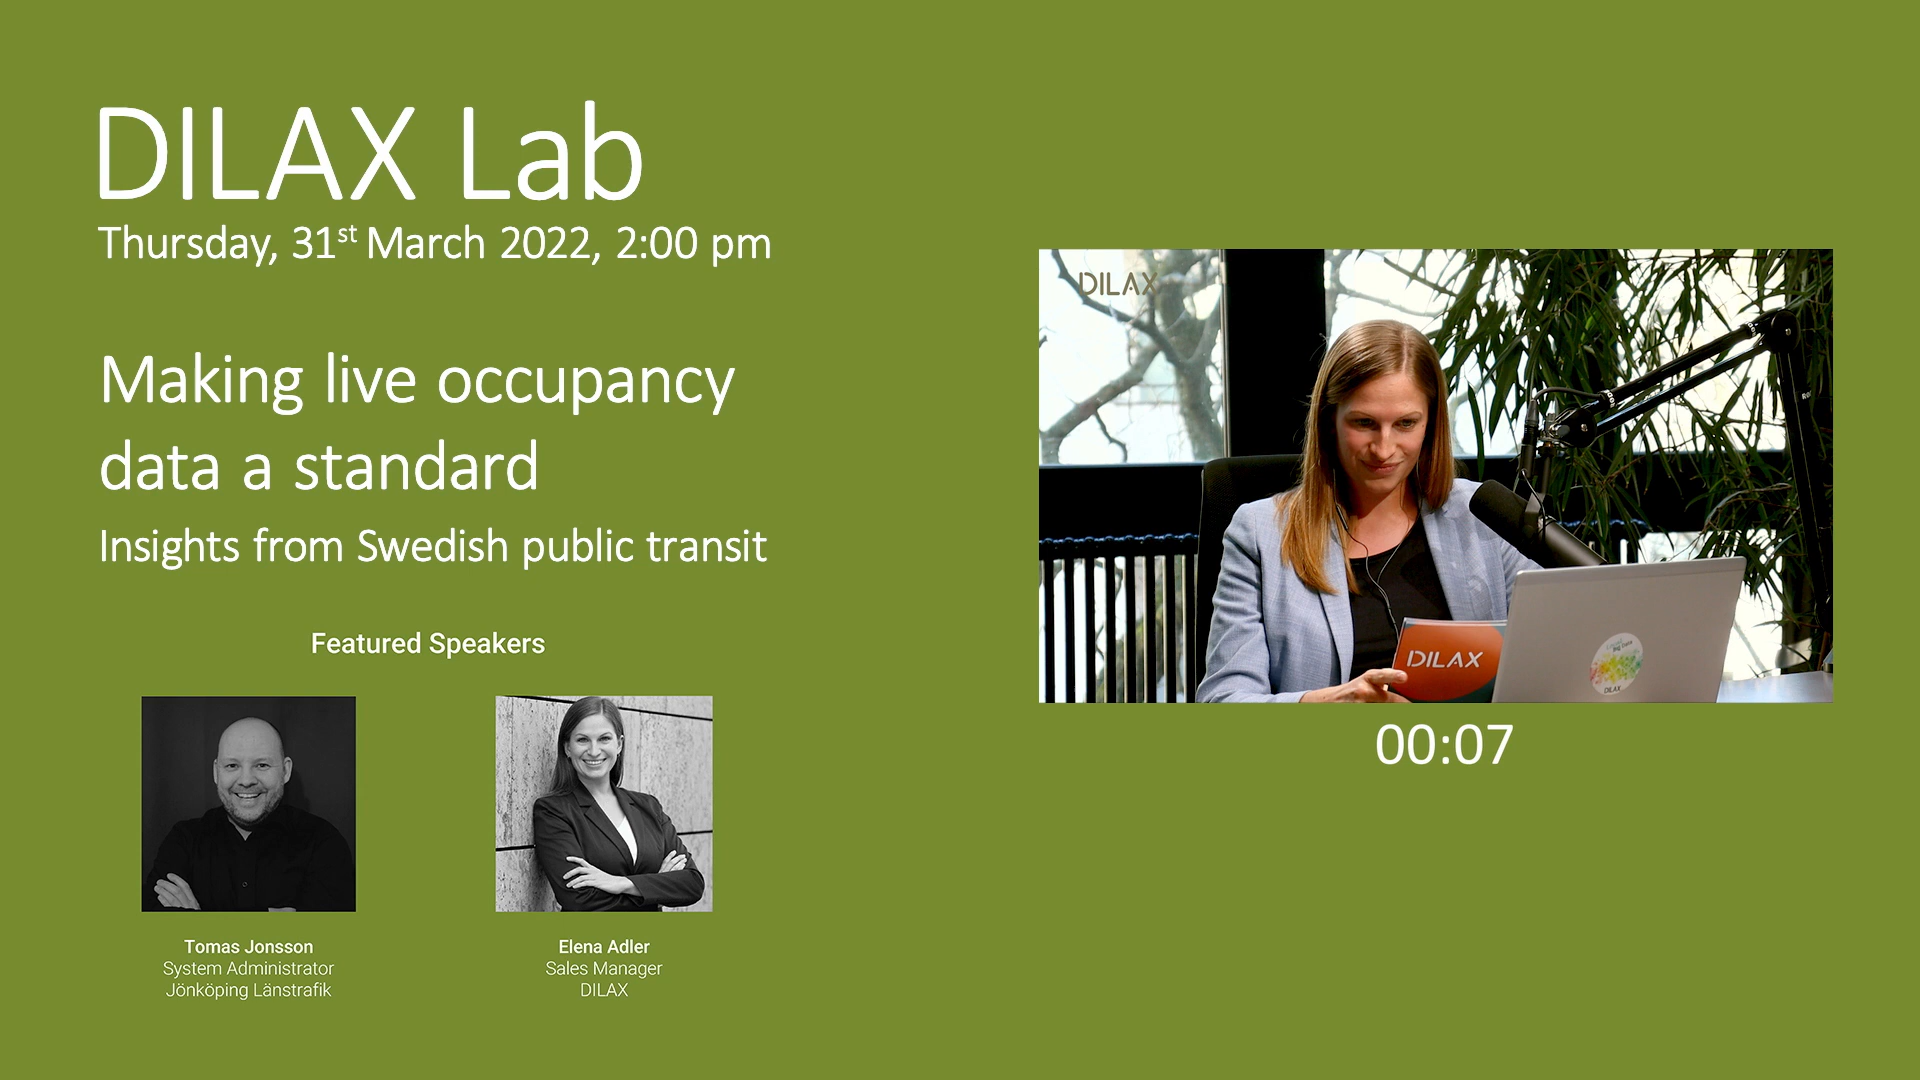 DILAX Lab
Thursday, 31st March 2022, 2:00 pm
Making live occupancy
data a standard
Insights from Swedish public transit
Featured Speakers
Tomas Jonsson
System Administrator
Jönköping Länstrafik
Elena Adler
Sales Manager
DILAX
DILAX
DILAX
DILAX
00:07